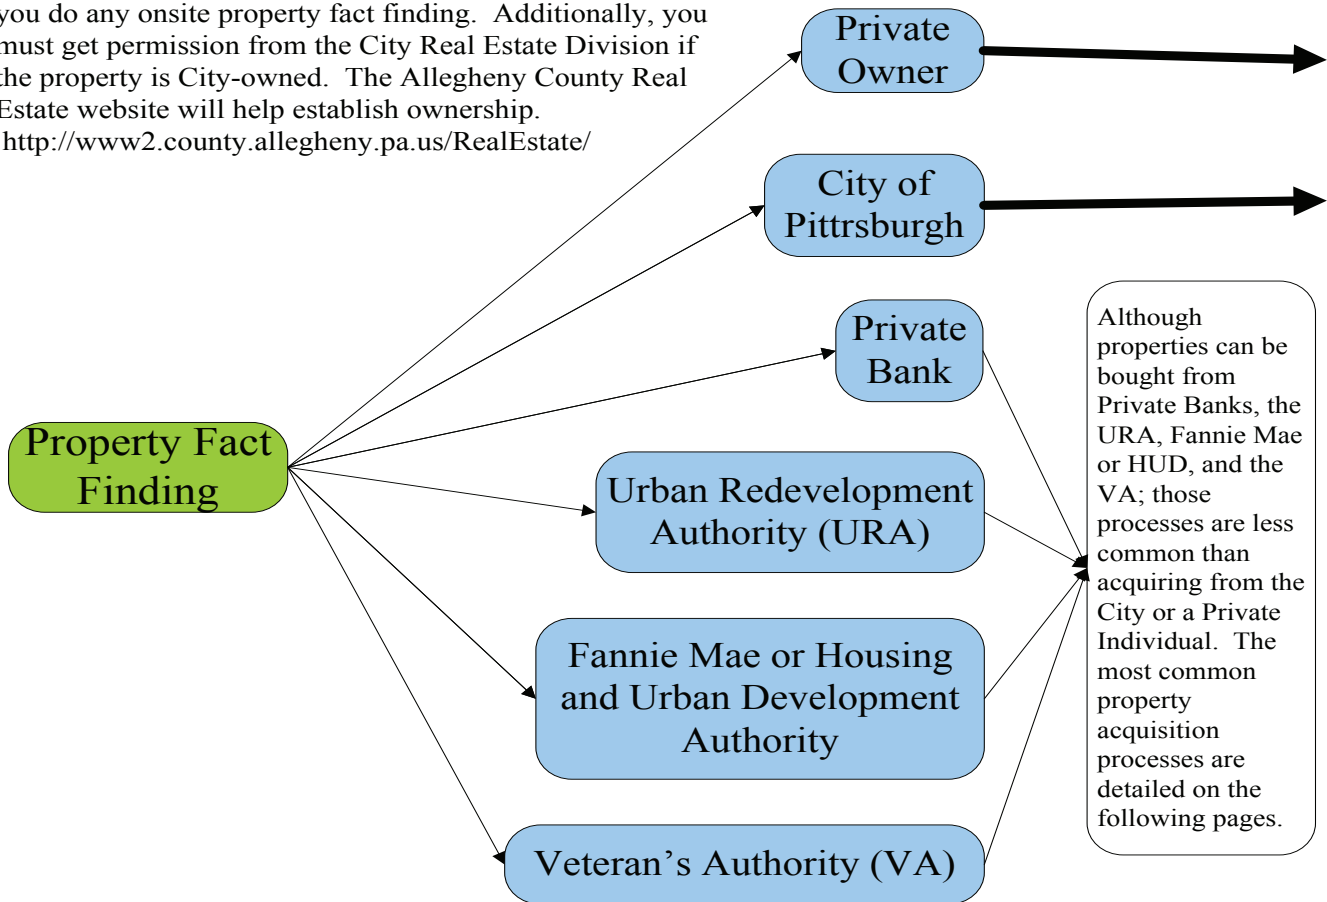 you do any onsite property fact finding.  Additionally, you
must get permission from the City Real Estate Division if
the property is City-owned.  The Allegheny County Real
Estate website will help establish ownership.
http://www2.county.allegheny.pa.us/RealEstate/
Private
Owner
City of
Pittrsburgh
Private
Bank
Property Fact
Finding
Urban Redevelopment
Authority (URA)
Fannie Mae or Housing
and Urban Development
Authority
Veteran's Authority (VA)
Although
properties can be
bought from
Private Banks, the
URA, Fannie Mae
or HUD, and the
VA; those
processes are less
common than
acquiring from the
City or a Private
Individual.  The
most common
property
acquisition
processes are
detailed on the
following pages.